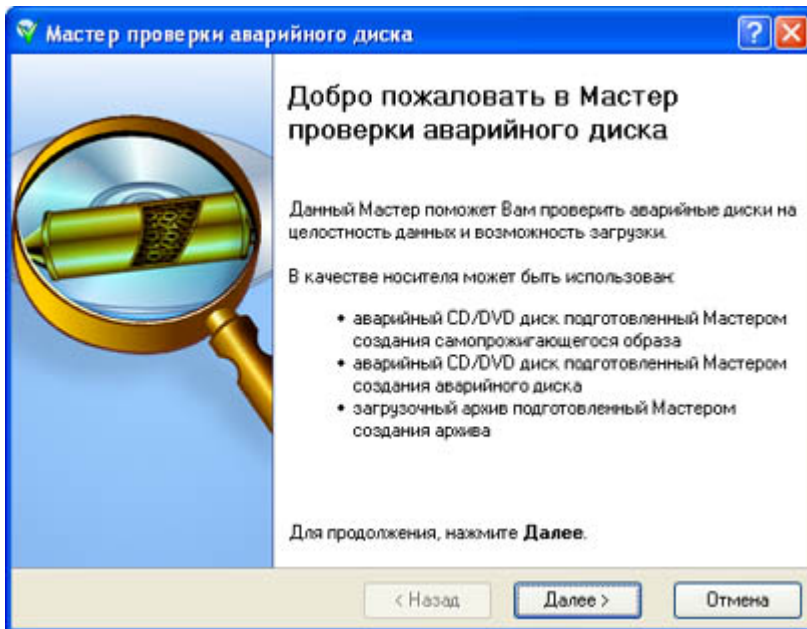 Мастер проверки аварийного диска
Добро пожаловать в Мастер
проверки аварийного диска
Данный Мастер поможет Вам проверить аварийные диски на
целостность данных и возможность загрузки.
В качестве носителя может быть использован:
• аварийный CD/DVD диск подготовленный Мастером
создания самопрожигающегося образа
• аварийный CD/DVD диск подготовленный Мастером
создания аварийного диска
• загрузочный архив подготовленный Мастером
создания архива
Для продолжения, нажмите Далее.
< Назад Далее > Отмена